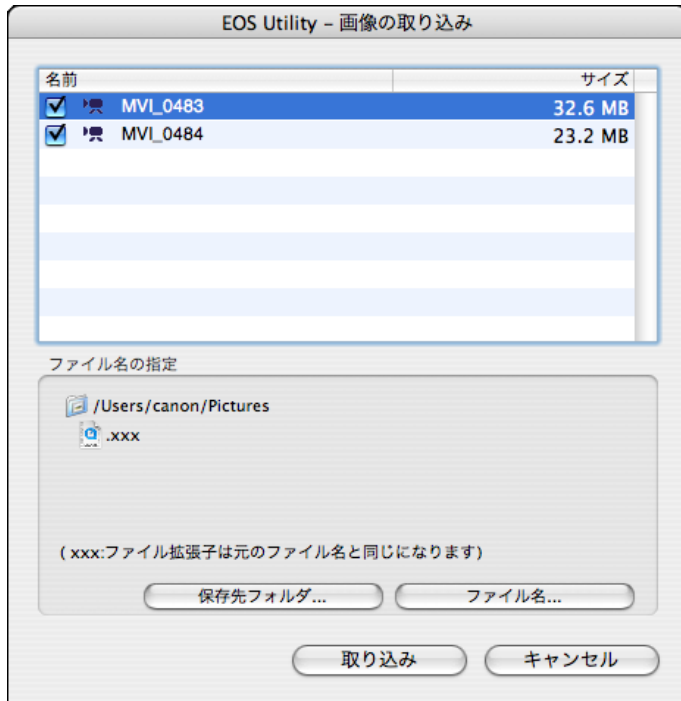 EOS Utility – 画像の取り込み
名前 サイズ
MVI_0483 32.6 MB
MVI_0484 23.2 MB
ファイル名の指定
/Users/canon/Pictures
.xxx
( xxx:ファイル拡張子は元のファイル名と同じになります)
保存先フォルダ... ファイル名...
取り込み キャンセル